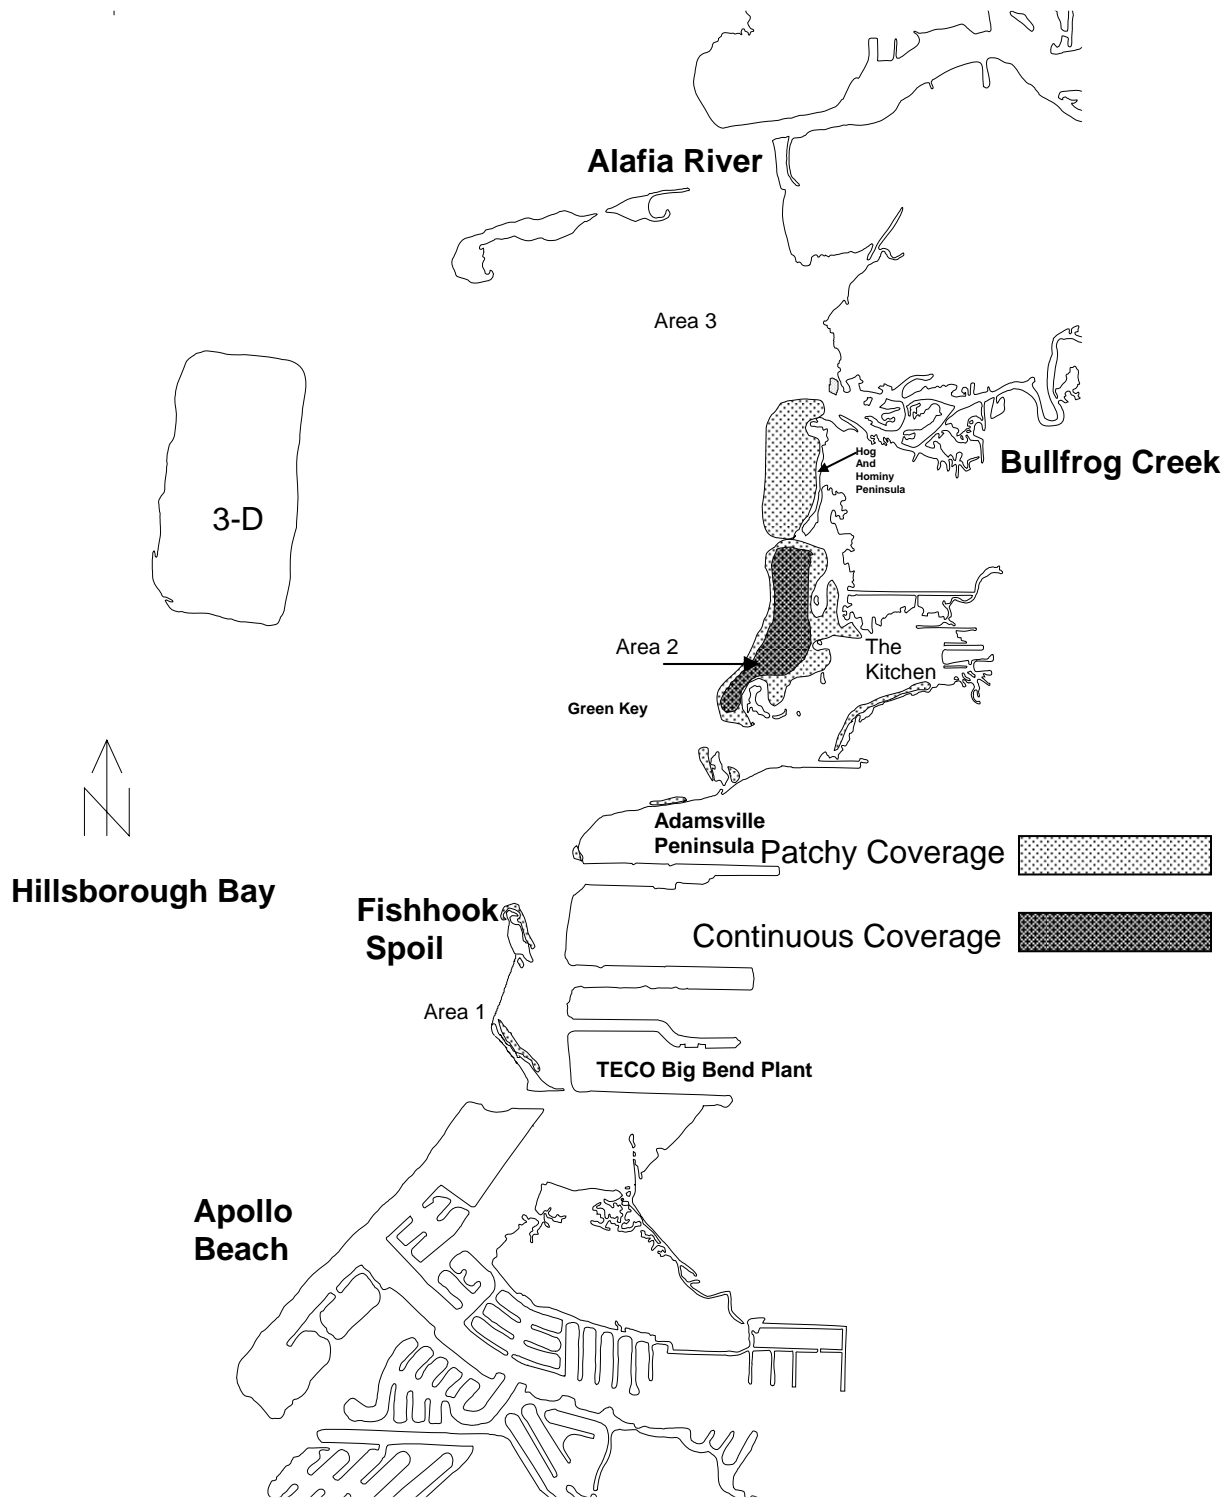 Alafia River
Area 3
Hog
And
Hominy
Peninsula
Bullfrog Creek
3-D
Area 2
The
Kitchen
Green Key
N
Adamsville
Peninsula
Patchy Coverage
Hillsborough Bay
Fishhook
Spoil
Continuous Coverage
Area 1
TECO Big Bend Plant
Apollo
Beach